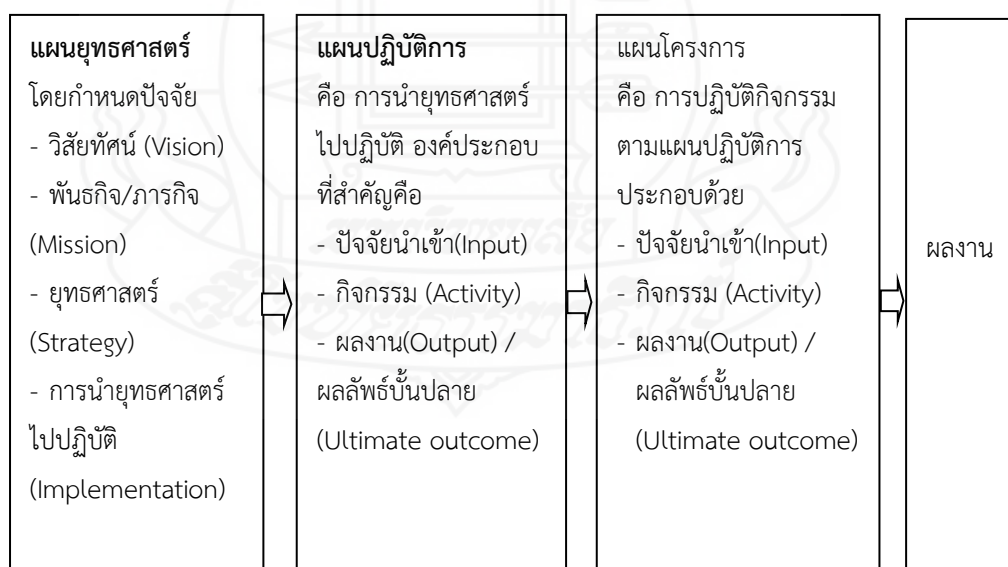 แผนยุทธศาสตร์
โดยกำหนดปัจจัย
- วิสัยทัศน์ (Vision)
- พันธกิจ/ภารกิจ
(Mission)
- ยุทธศาสตร์
(Strategy)
- การนำยุทธศาสตร์
ไปปฏิบัติ
(Implementation)
แผนปฏิบัติการ
คือ การนำยุทธศาสตร์
ไปปฏิบัติ องค์ประกอบ
ที่สำคัญคือ
- ปัจจัยนำเข้า(Input)
- กิจกรรม (Activity)
- ผลงาน(Output) /
ผลลัพธ์บั้นปลาย
(Ultimate outcome)
แผนโครงการ
คือ การปฏิบัติกิจกรรม
ตามแผนปฏิบัติการ
ประกอบด้วย
- ปัจจัยนำเข้า(Input)
- กิจกรรม (Activity)
- ผลงาน(Output) /
ผลลัพธ์บั้นปลาย
(Ultimate outcome)
ผลงาน